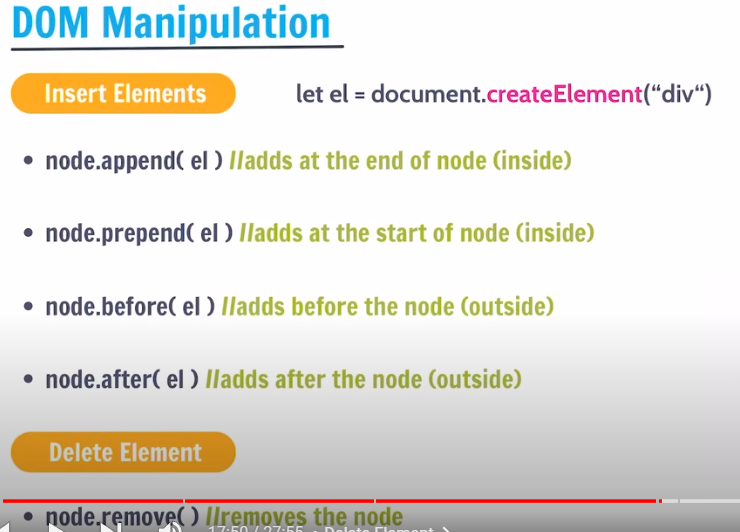 DOM Manipulation
Insert Elements
let el = document.createElement(“div“)
• node.append( el ) //adds at the end of node (inside)
• node.prepend( el ) //adds at the start of node (inside)
• node.before( el ) //adds before the node (outside)
• node.after( el ) //adds after the node (outside)
Delete Element
• node.remove( ) //removes the node
17:50 / 27:55 • Delete Element